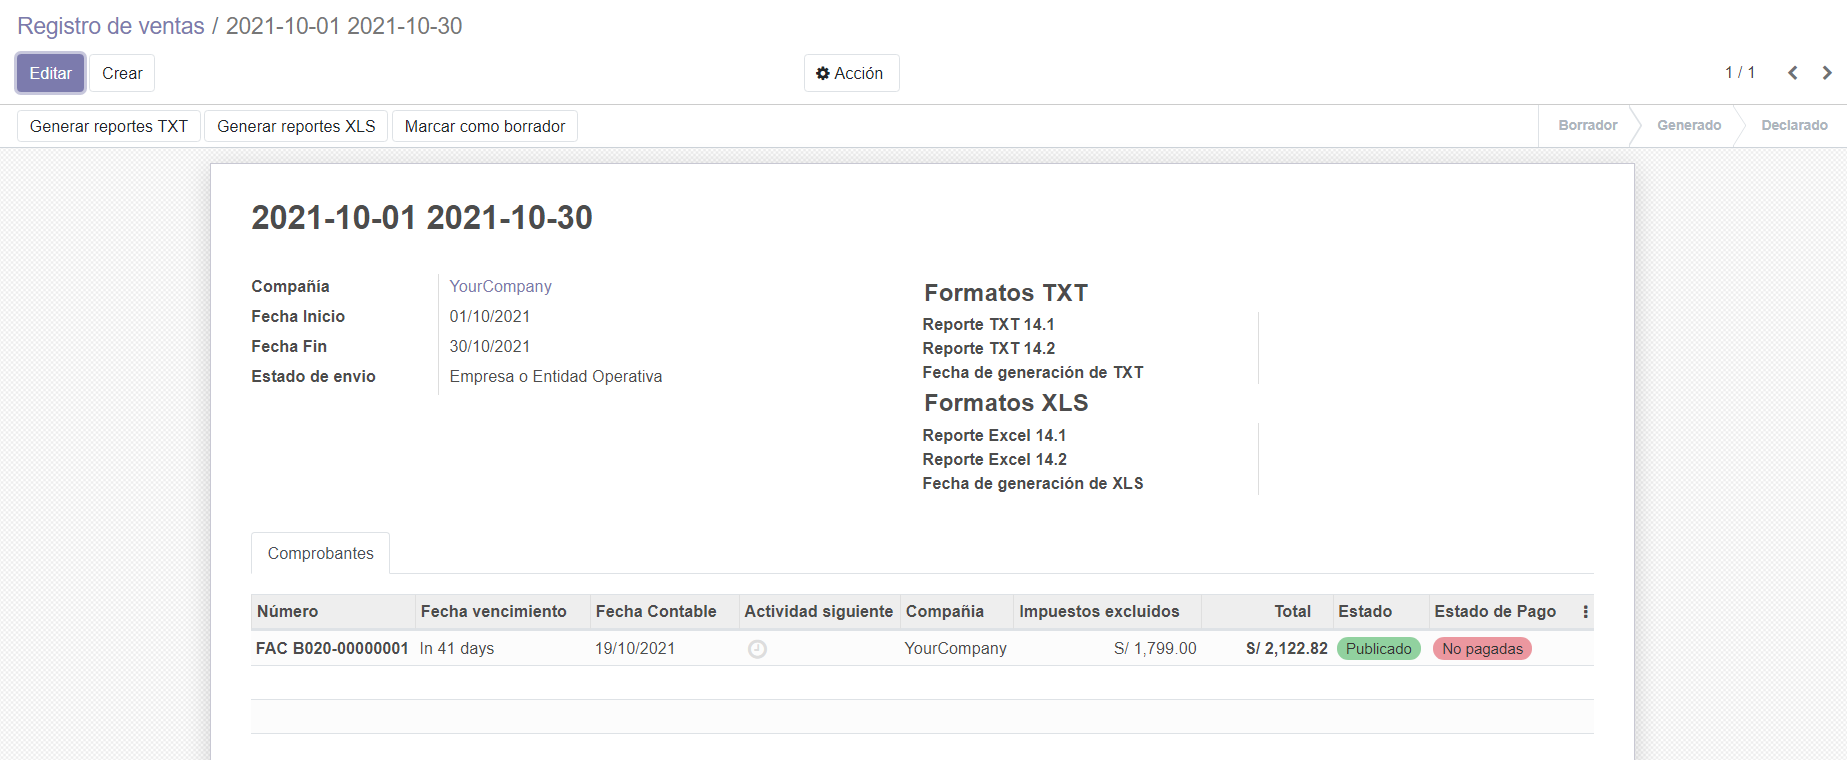 Registro de ventas / 2021-10-01 2021-10-30
Editar Crear Acción 1 / 1
Generar reportes TXT Generar reportes XLS Marcar como borrador Borrador Generado Declarado
2021-10-01 2021-10-30
Compañía YourCompany
Fecha Inicio 01/10/2021
Fecha Fin 30/10/2021
Estado de envio Empresa o Entidad Operativa
Formatos TXT
Reporte TXT 14.1
Reporte TXT 14.2
Fecha de generación de TXT
Formatos XLS
Reporte Excel 14.1
Reporte Excel 14.2
Fecha de generación de XLS
Comprobantes
Número Fecha vencimiento Fecha Contable Actividad siguiente Compañia Impuestos excluidos Total Estado Estado de Pago
FAC B020-00000001 In 41 days 19/10/2021 YourCompany S/ 1,799.00 S/ 2,122.82 Publicado No pagadas